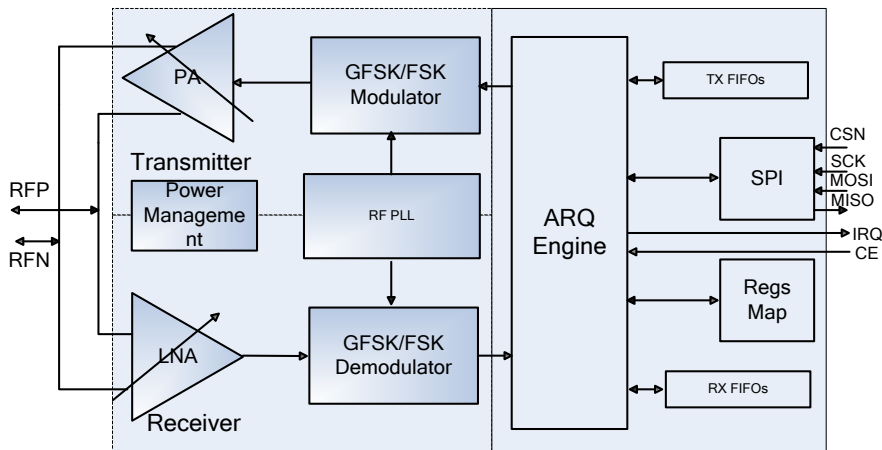 PA
GFSK/FSK
Modulator
TX FIFOs
CSN
SCK
MOSI
MISO
SPI
Transmitter
Power
Manageme
nt
RF PLL
RFP
RFN
ARQ
Engine
IRQ
CE
Regs
Map
LNA
GFSK/FSK
Demodulator
RX FIFOs
Receiver